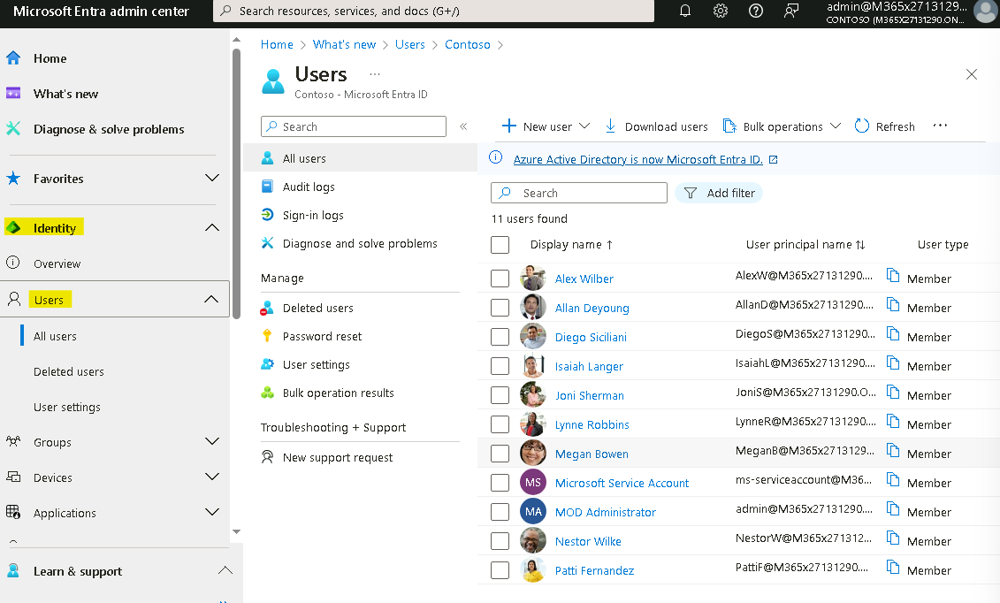 Microsoft Entra admin center
Search resources, services, and docs (G+/)
admin@M365x2713129...
CONTOSO (M365X27131290.ON...
Home
What's new
Diagnose & solve problems
Favorites
Identity
Overview
Users
All users
Deleted users
User settings
Groups
Devices
Applications
Learn & support
Home > What's new > Users > Contoso >
Users ...
Contoso - Microsoft Entra ID
Search
All users
Audit logs
Sign-in logs
Diagnose and solve problems
Manage
Deleted users
Password reset
User settings
Bulk operation results
Troubleshooting + Support
New support request
New user Download users Bulk operations Refresh ...
Azure Active Directory is now Microsoft Entra ID.
Search Add filter
11 users found
Display name ↑ User principal name ↑↓ User type
Alex Wilber AlexW@M365x27131290.... Member
Allan Deyoung AllanD@M365x27131290.... Member
Diego Siciliani DiegoS@M365x27131290.... Member
Isaiah Langer IsaiahL@M365x27131290.... Member
Joni Sherman JoniS@M365x27131290.O... Member
Lynne Robbins LynneR@M365x27131290.... Member
Megan Bowen MeganB@M365x2713129... Member
MS Microsoft Service Account ms-serviceaccount@M36... Member
MA MOD Administrator admin@M365x27131290.... Member
Nestor Wilke NestorW@M365x271312... Member
Patti Fernandez PattiF@M365x27131290.... Member